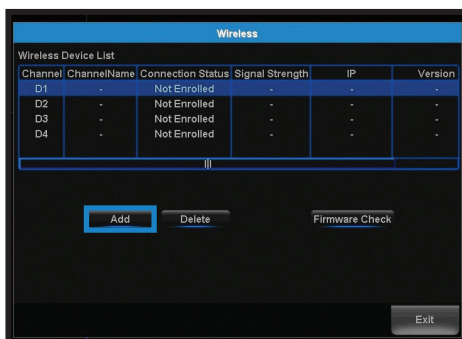 Wireless
Wireless Device List
Channel ChannelName Connection Status Signal Strength IP Version
D1 - Not Enrolled - - -
D2 - Not Enrolled - - -
D3 - Not Enrolled - - -
D4 - Not Enrolled - - -
Add Delete Firmware Check
Exit